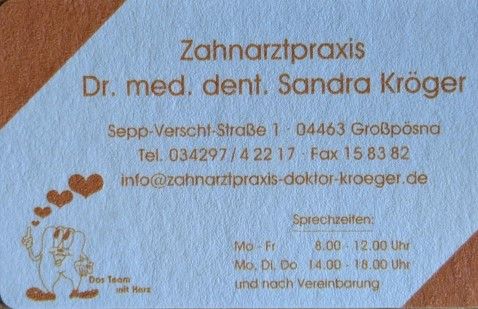 Zahnarztpraxis
Dr. med. dent. Sandra Kröger
Sepp-Verscht-Straße 1 · 04463 Großpösna
Tel. 034297 / 4 22 17 · Fax 15 83 82
info@zahnarztpraxis-doktor-kroeger.de
Sprechzeiten:
Mo - Fr 8.00 - 12.00 Uhr
Mo, Di, Do 14.00 - 18.00 Uhr
und nach Vereinbarung
Das Team
mit Herz